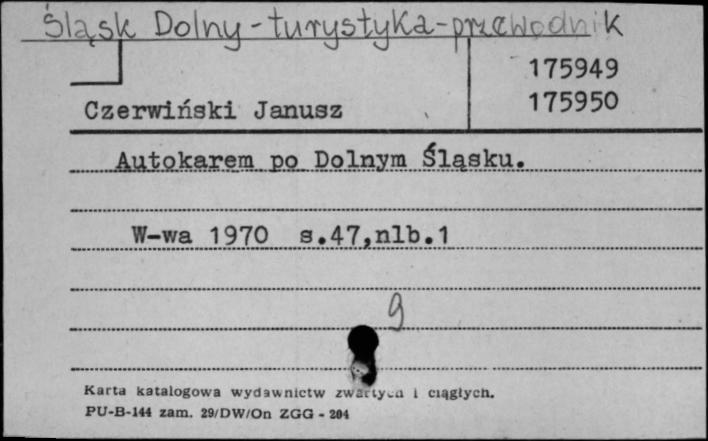 Śląsk Dolny-turystyka-przewodnik
175949
175950
Czerwiński Janusz
Autokarem po Dolnym Śląsku.
W-wa 1970 s.47,nlb.1
9
Karta katalogowa wydawnictw zwartych i ciągłych.
PU-B-144 zam. 29/DW/On ZGG - 204